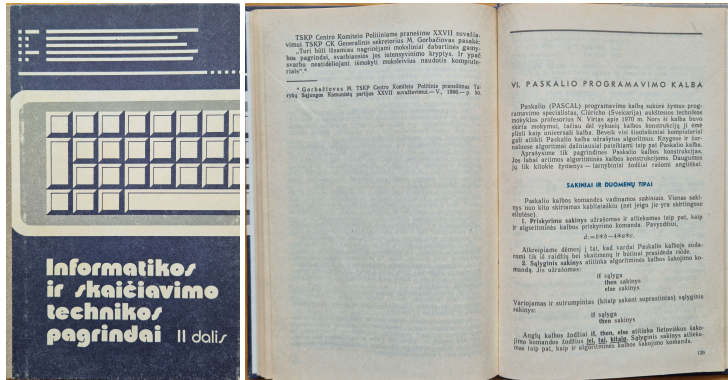 Informatikos
ir skaičiavimo
technikos
pagrindai II dalis
TSKP Centro Komiteto Politiniame pranešime XXVII suvažia-
vimui TSKP CK Generalinis sekretorius M. Gorbačiovas pasakė:
„Turi būti išsamiau nagrinėjami moksliniai dabartinės gamy-
bos pagrindai, svarbiausios jos intensyvinimo kryptys. Ir ypač
svarbu neatidėliojant išmokyti moksleivius naudotis kompiute-
riais".*
* Gorbačiovas M. TSKP Centro Komiteto Politinis pranešimas Ta-
rybų Sąjungos Komunistų partijos XXVII suvažiavimui.— V., 1986.— p. 50.
VI. PASKALIO PROGRAMAVIMO KALBA
Paskalio (PASCAL) programavimo kalbą sukūrė žymus prog-
ramavimo specialistas, Ciūricho (Šveicarija) aukštosios technikos
mokyklos profesorius N. Virtas apie 1970 m. Nors ši kalba buvo
skirta mokymui, tačiau dėl vykusių kalbos konstrukcijų ji ėmė
plisti kaip universali kalba. Beveik visi šiuolaikiniai kompiuteriai
gali atlikti Paskalio kalba užrašytus algoritmus. Knygose ir žur-
naluose algoritmai dažniausiai pateikiami taip pat Paskalio kalba.
Aprašysime tik pagrindines Paskalio kalbos konstrukcijas.
Jos labai artimos algoritminės kalbos konstrukcijoms. Daugumos
jų tik kitokie žymenys — tarnybiniai žodžiai rašomi angliškai.
SAKINIAI IR DUOMENŲ TIPAI
Paskalio kalbos komandos vadinamos sakiniais. Vienas saki-
nys nuo kito skiriamas kabliataškiu (net jeigu jie yra skirtingose
eilutėse).
1. Priskyrimo sakinys užrašomas ir atliekamas taip pat, kaip
ir algoritminės kalbos priskyrimo komanda. Pavyzdžiui,
d:=b*b—4*a*c.
Atkreipiame dėmesį į tai, kad vardai Paskalio kalboje suda-
romi tik iš raidžių bei skaitmenų ir būtinai prasideda raide.
2. Sąlyginis sakinys atitinka algoritminės kalbos šakojimo ko-
mandą. Jis užrašomas:
if sąlyga
then sakinys
else sakinys
Vartojamas ir sutrumpintas (kitaip sakant suprastintas) sąlyginis
sakinys:
if sąlyga
then sakinys
Anglų kalbos žodžiai if, then, else atitinka lietuviškus šako-
jimo komandos žodžius jei, tai, kitaip. Sąlyginis sakinys atlieka-
mas taip pat, kaip ir algoritminės kalbos šakojimo komanda.
139